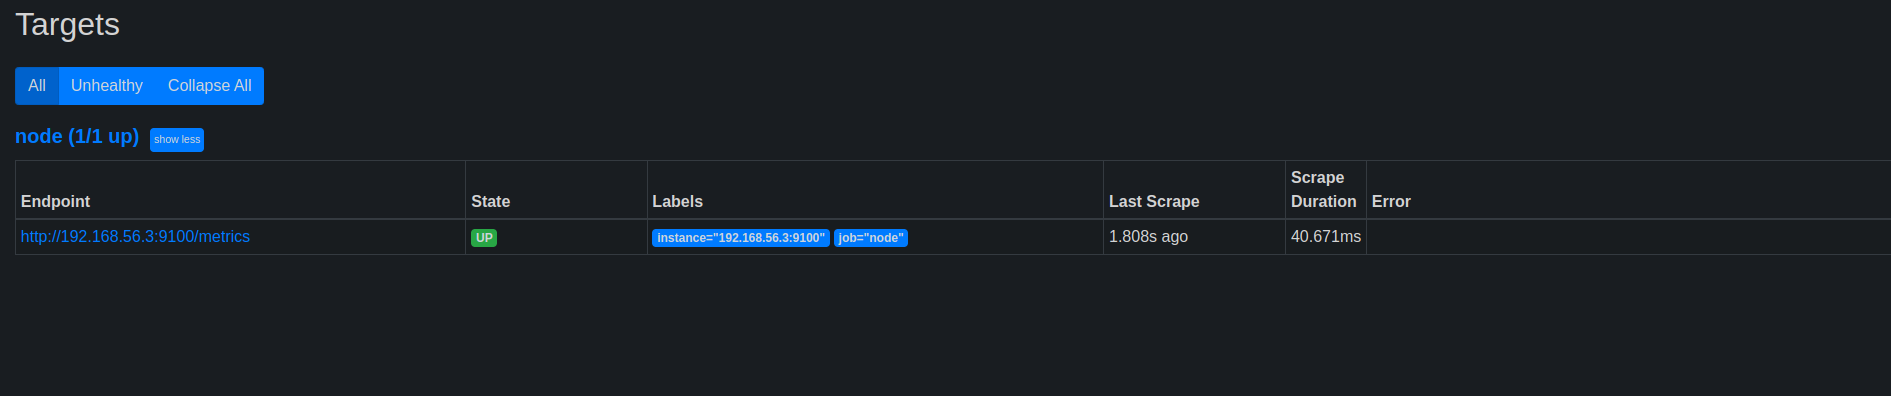 Targets
All Unhealthy Collapse All
node (1/1 up) show less
Endpoint State Labels Last Scrape Scrape Duration Error
http://192.168.56.3:9100/metrics UP instance="192.168.56.3:9100" job="node" 1.808s ago 40.671ms